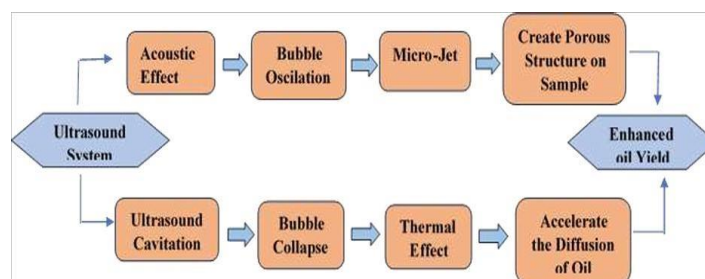 Acoustic
Effect
Bubble
Oscilation
Micro-Jet
Create Porous
Structure on
Sample
Ultrasound
System
Enhanced
oil Yield
Ultrasound
Cavitation
Bubble
Collapse
Thermal
Effect
Accelerate
the Diffusion
of Oil